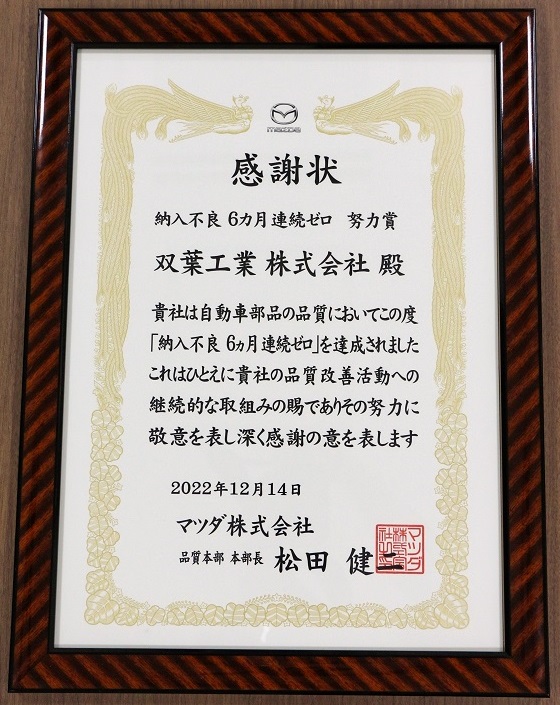 mazda
感謝状
納入不良 6カ月連続ゼロ 努力賞
双葉工業 株式会社 殿
貴社は自動車部品の品質においてこの度
「納入不良 6ヵ月連続ゼロ」を達成されました
これはひとえに貴社の品質改善活動への
継続的な取組みの賜でありその努力に
敬意を表し深く感謝の意を表します
2022年12月14日
マツダ株式会社
品質本部 本部長 松田 健二